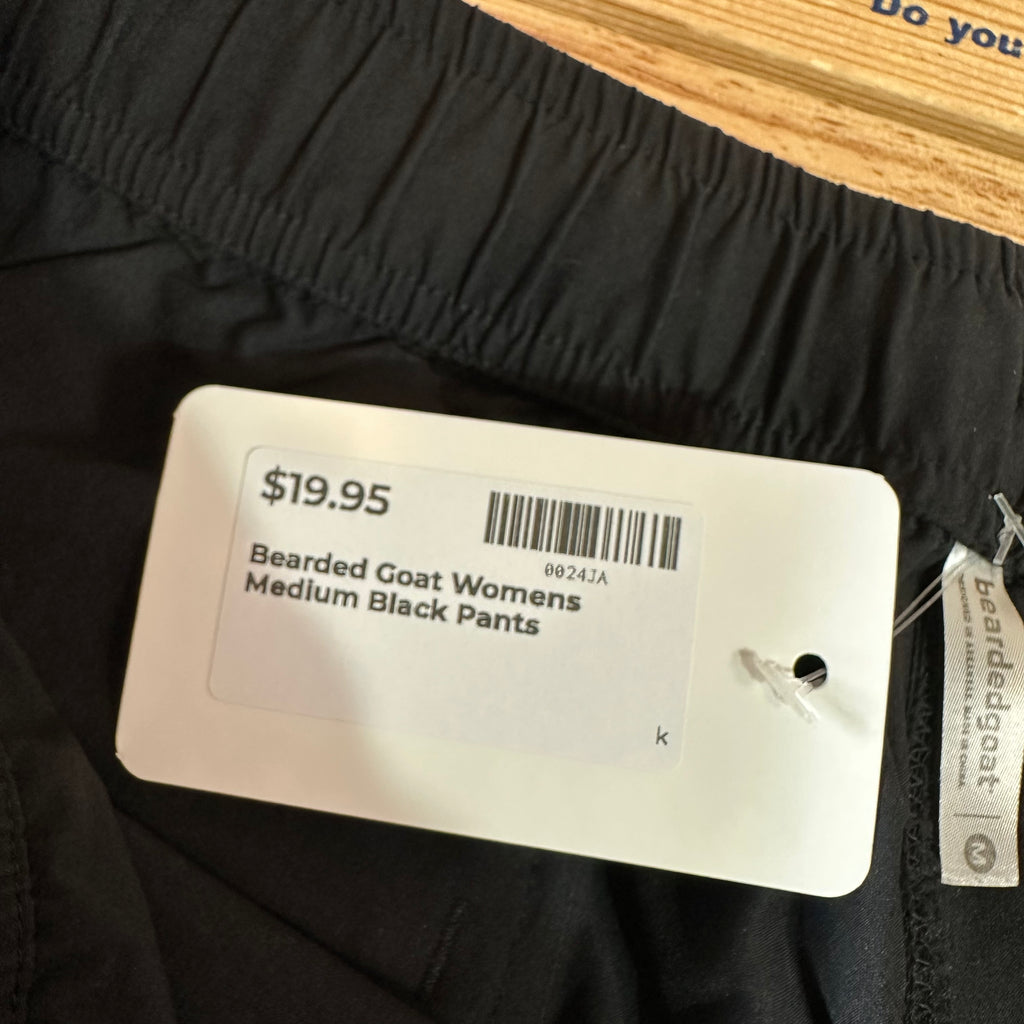 Do you
$19.95
0024JA
Bearded Goat Womens
Medium Black Pants
k
beardedgoat
M